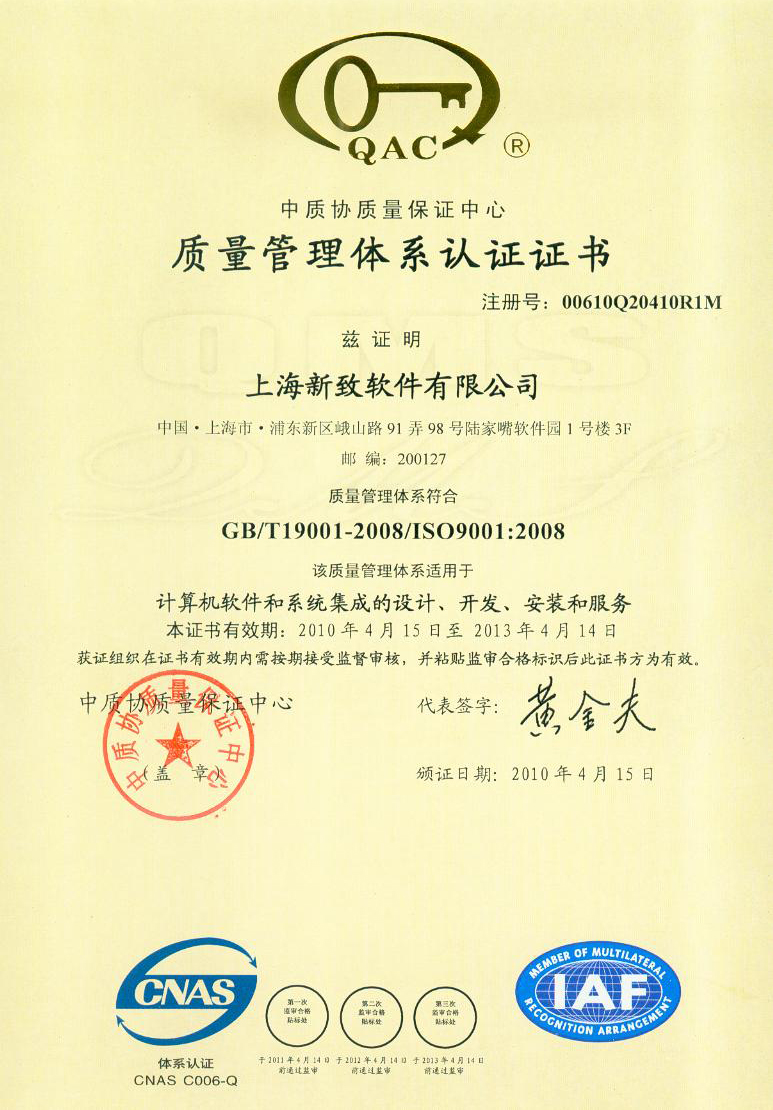 QAC
®
中质协质量保证中心
质量管理体系认证证书
注册号：00610Q20410R1M
QMS
兹 证 明
上海新致软件有限公司
中国·上海市·浦东新区峨山路 91 弄 98 号陆家嘴软件园 1 号楼 3F
邮 编：200127
质量管理体系符合
GB/T19001-2008/ISO9001:2008
该质量管理体系适用于
计算机软件和系统集成的设计、开发、安装和服务
本证书有效期：2010 年 4 月 15 日至 2013 年 4 月 14 日
获证组织在证书有效期内需按期接受监督审核，并粘贴监审合格标识后此证书方为有效。
中质协质量保证中心
代表签字：黄金夫
中质协质量保证中心
（盖 章）
颁证日期：2010 年 4 月 15 日
CNAS
体系认证
CNAS C006-Q
第一次
监审合格
贴标处
于 2011 年 4 月 14 日
前通过监审
第二次
监审合格
贴标处
于 2012 年 4 月 14 日
前通过监审
第三次
监审合格
贴标处
于 2013 年 4 月 14 日
前通过监审
MEMBER OF MULTILATERAL
IAF
RECOGNITION ARRANGEMENT